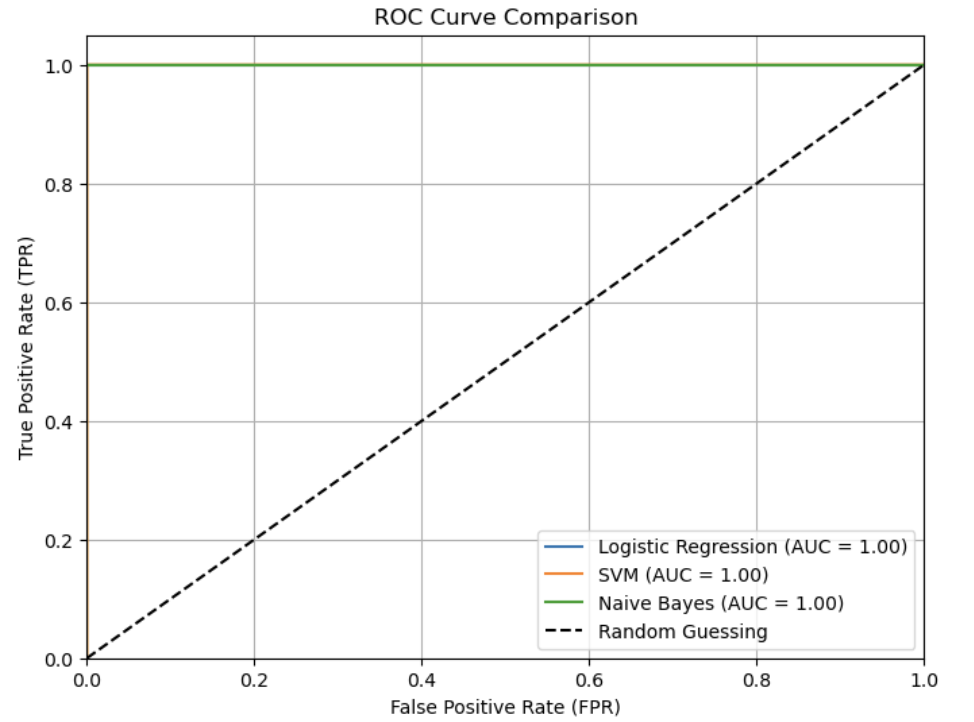 ROC Curve Comparison
True Positive Rate (TPR)
1.0
0.8
0.6
0.4
0.2
0.0
Logistic Regression (AUC = 1.00)
SVM (AUC = 1.00)
Naive Bayes (AUC = 1.00)
Random Guessing
0.0 0.2 0.4 0.6 0.8 1.0
False Positive Rate (FPR)